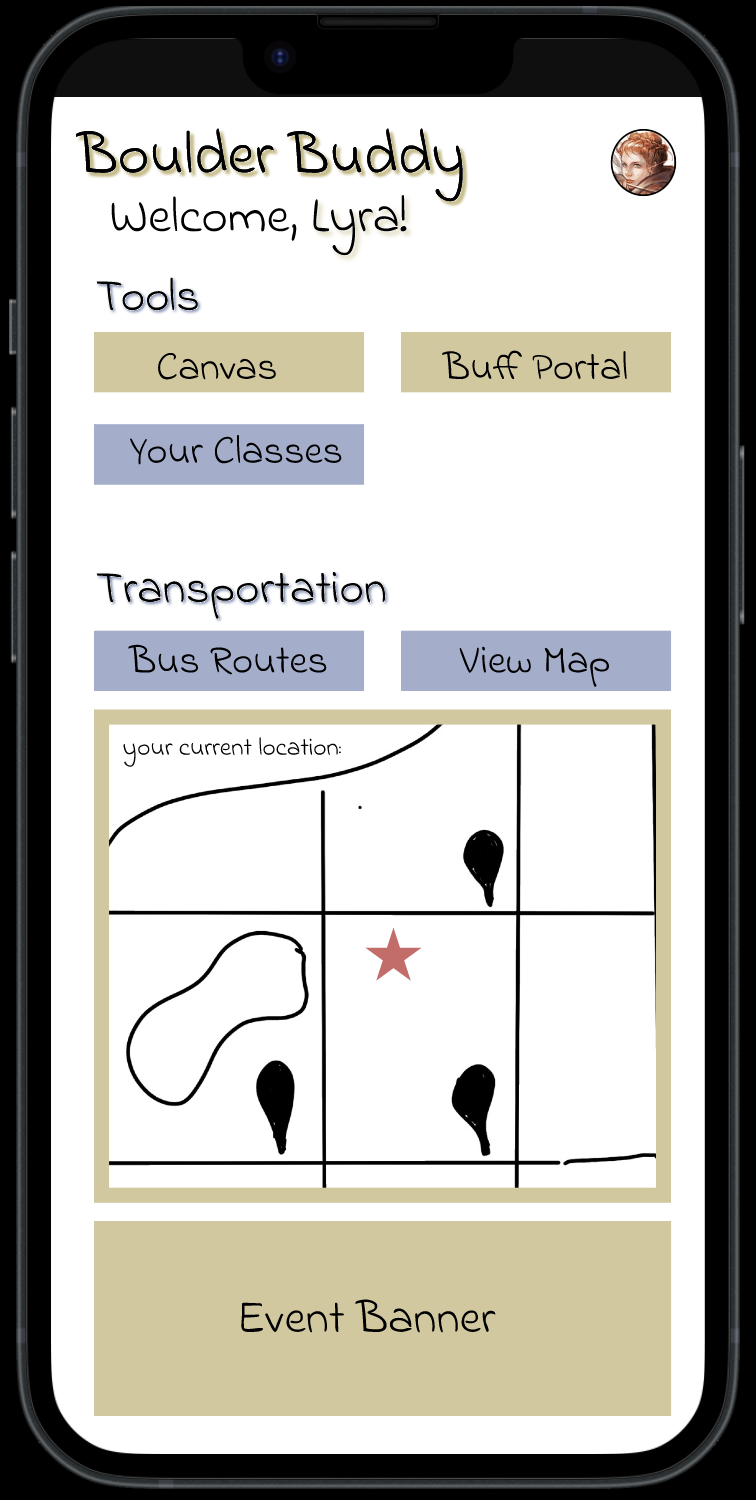 Boulder Buddy
Welcome, Lyra!
Tools
Canvas
Buff Portal
Your Classes
Transportation
Bus Routes
View Map
your current location:
Event Banner